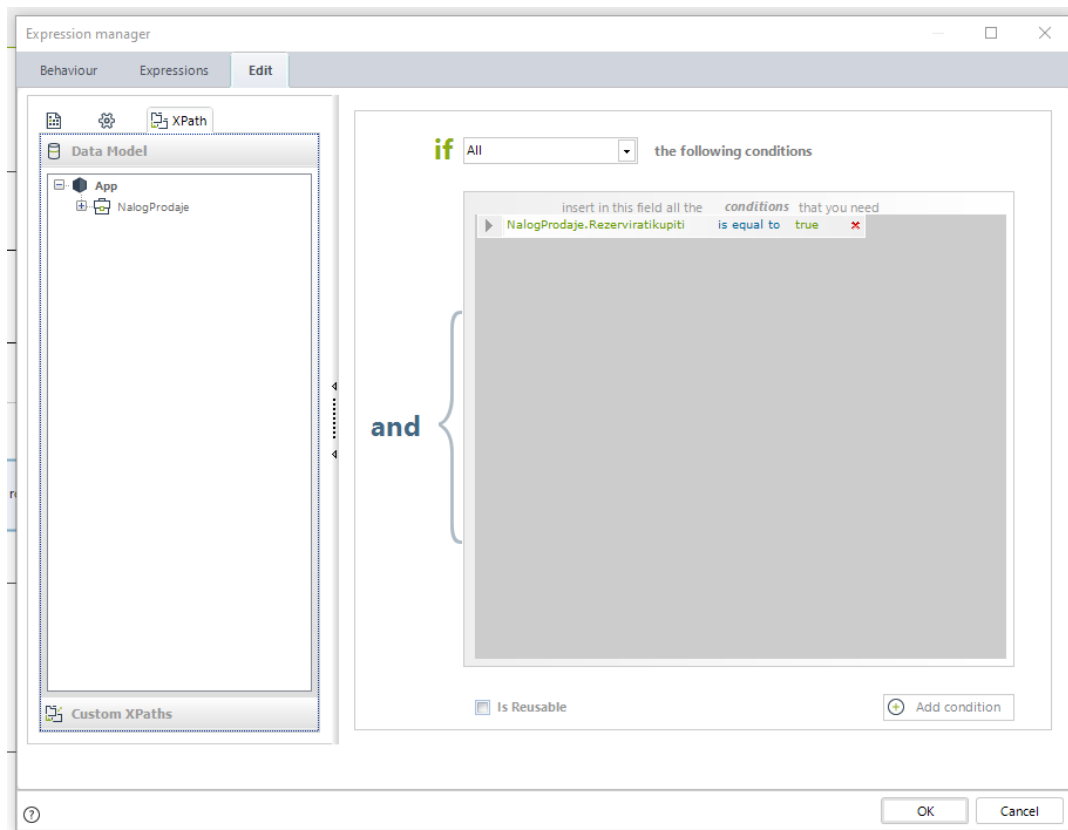 Expression manager
Behaviour Expressions Edit
XPath
Data Model
App
NalogProdaje
Custom XPaths
if All the following conditions
insert in this field all the conditions that you need
NalogProdaje.Rezerviratikupiti is equal to true
and
Is Reusable
Add condition
OK Cancel